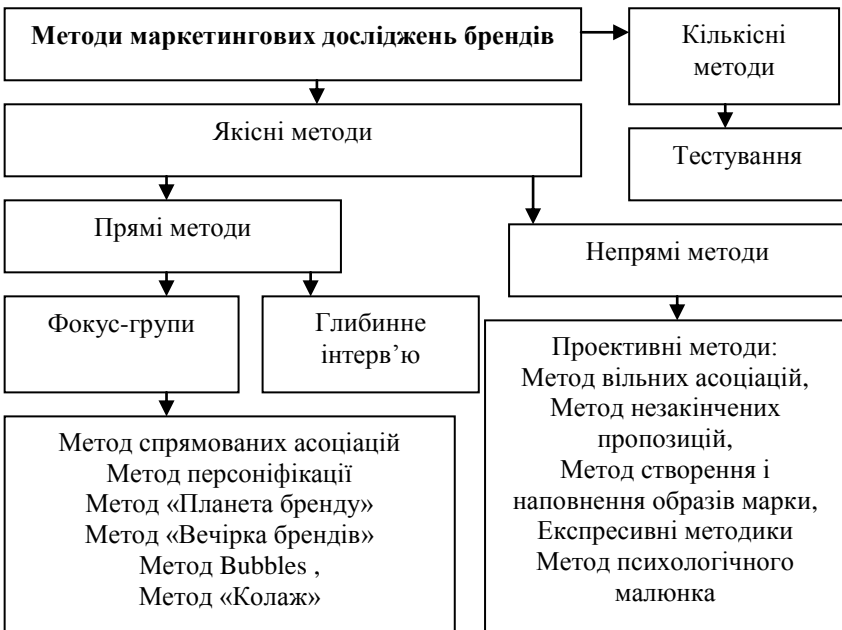 Методи маркетингових досліджень брендів
Кількісні
методи
Якісні методи
Тестування
Прямі методи
Непрямі методи
Фокус-групи
Глибинне
інтерв’ю
Метод спрямованих асоціацій
Метод персоніфікації
Метод «Планета бренду»
Метод «Вечірка брендів»
Метод Bubbles ,
Метод «Колаж»
Проективні методи:
Метод вільних асоціацій,
Метод незакінчених
пропозицій,
Метод створення і
наповнення образів марки,
Експресивні методики
Метод психологічного
малюнка